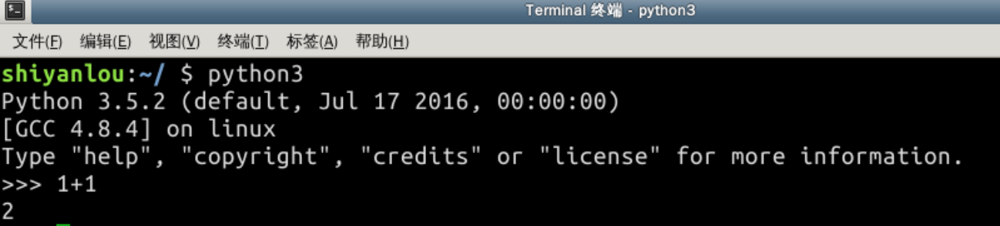 Terminal 终端 - python3
文件(F) 编辑(E) 视图(V) 终端(T) 标签(A) 帮助(H)
shiyanlou:~/ $ python3
Python 3.5.2 (default, Jul 17 2016, 00:00:00)
[GCC 4.8.4] on linux
Type "help", "copyright", "credits" or "license" for more information.
>>> 1+1
2